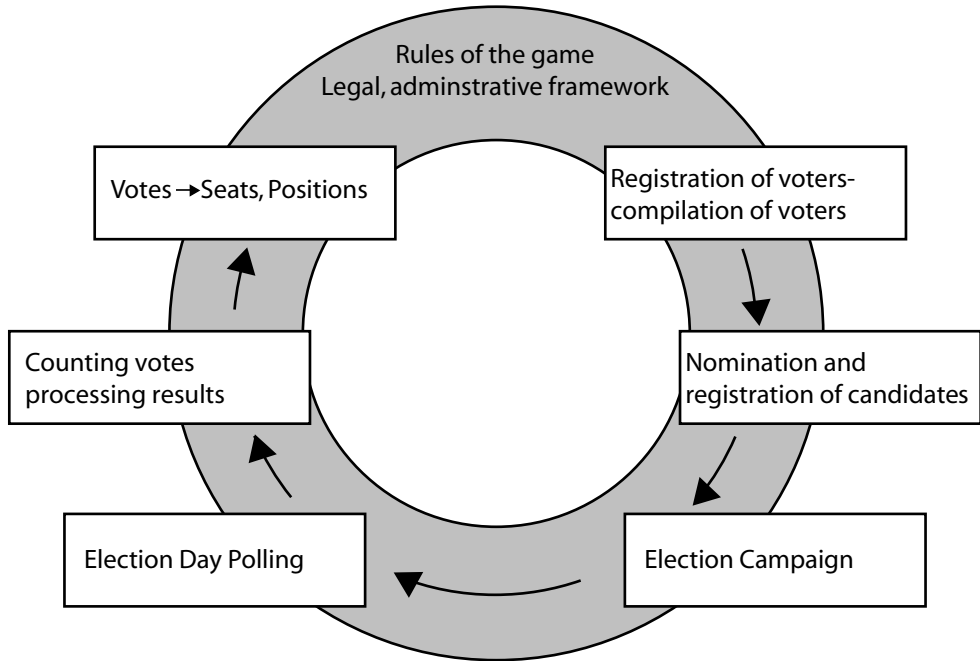 Rules of the game
Legal, adminstrative framework
Votes→Seats, Positions
Registration of voters-
compilation of voters
Counting votes
processing results
Nomination and
registration of candidates
Election Day Polling
Election Campaign